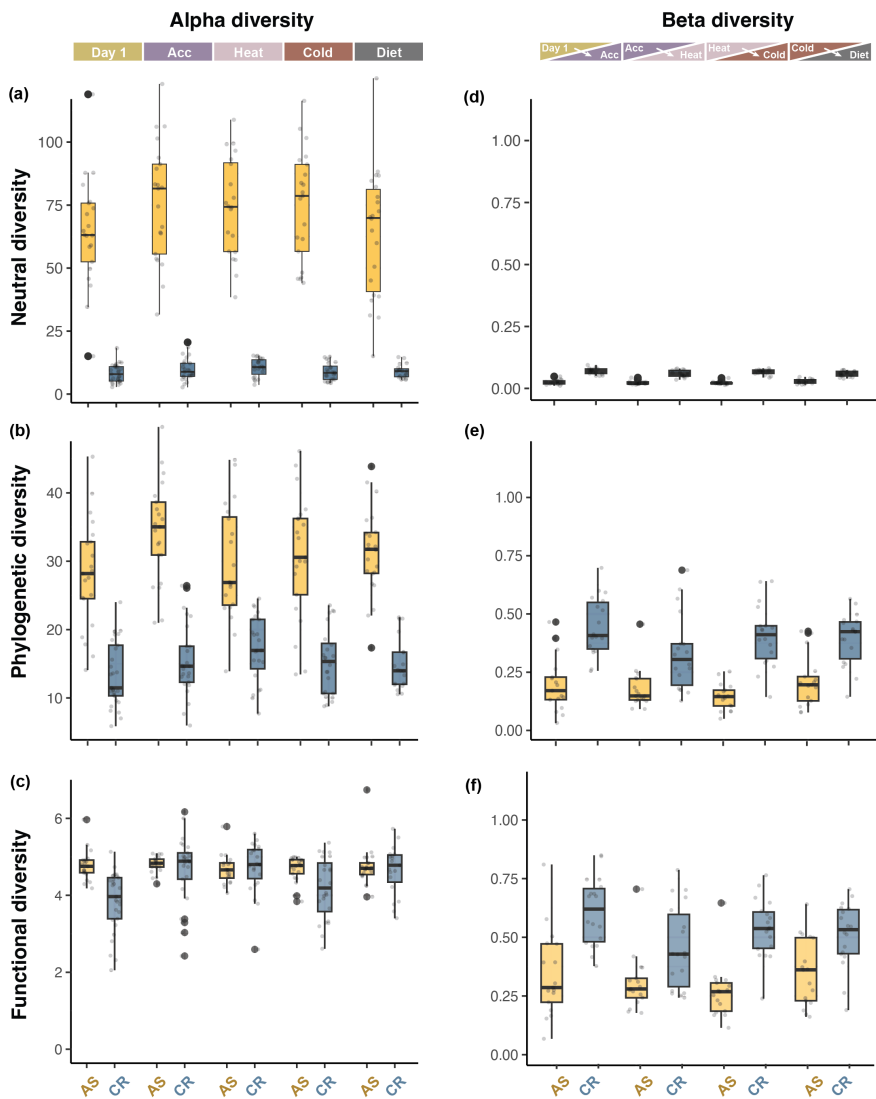 Alpha diversity
Beta diversity
Day 1 Acc Heat Cold Diet
Day 1 Acc Acc Heat Heat Cold Cold Diet
(a)
Neutral diversity
100
75
50
25
0
(d)
1.00
0.75
0.50
0.25
0.00
(b)
Phylogenetic diversity
40
30
20
10
(e)
1.00
0.75
0.50
0.25
0.00
(c)
Functional diversity
6
4
2
0
(f)
1.00
0.75
0.50
0.25
0.00
AS CR AS CR AS CR AS CR AS CR
AS CR AS CR AS CR AS CR